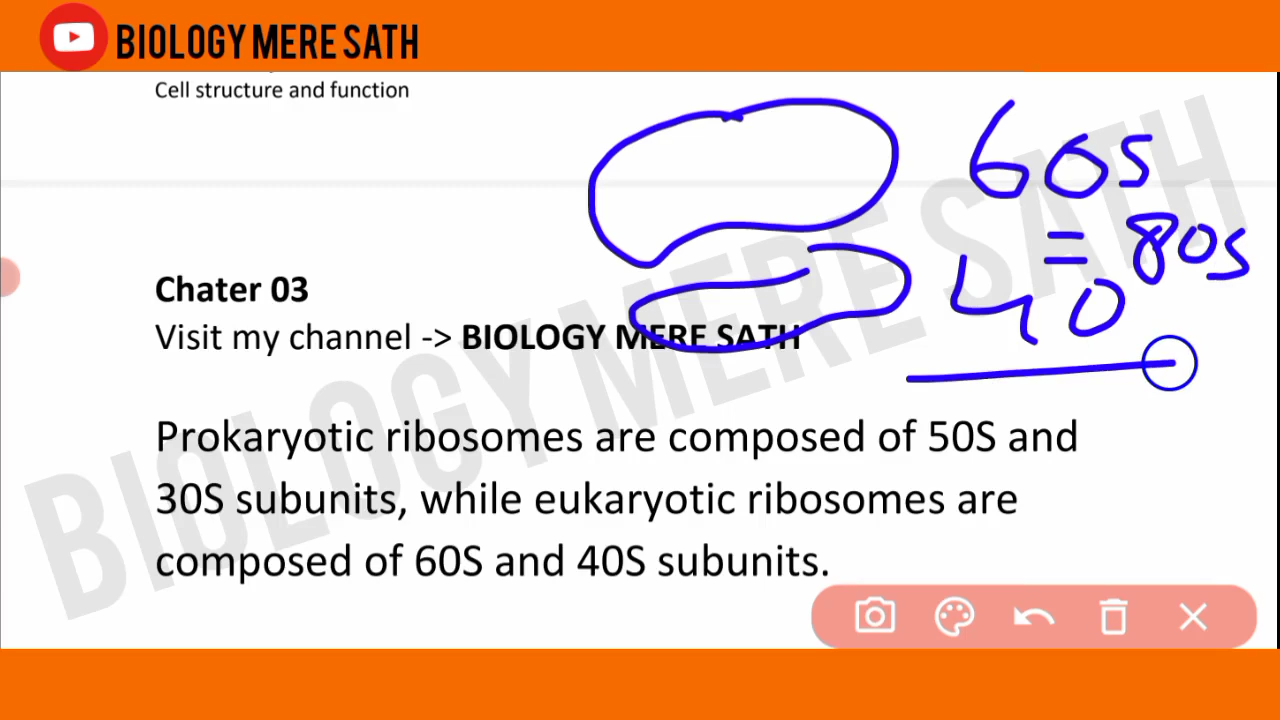 BIOLOGY MERE SATH
Cell structure and function
60s
= 80s
40
Chater 03
Visit my channel -> BIOLOGY MERE SATH
Prokaryotic ribosomes are composed of 50S and
30S subunits, while eukaryotic ribosomes are
composed of 60S and 40S subunits.
BIOLOGY MERE SATH